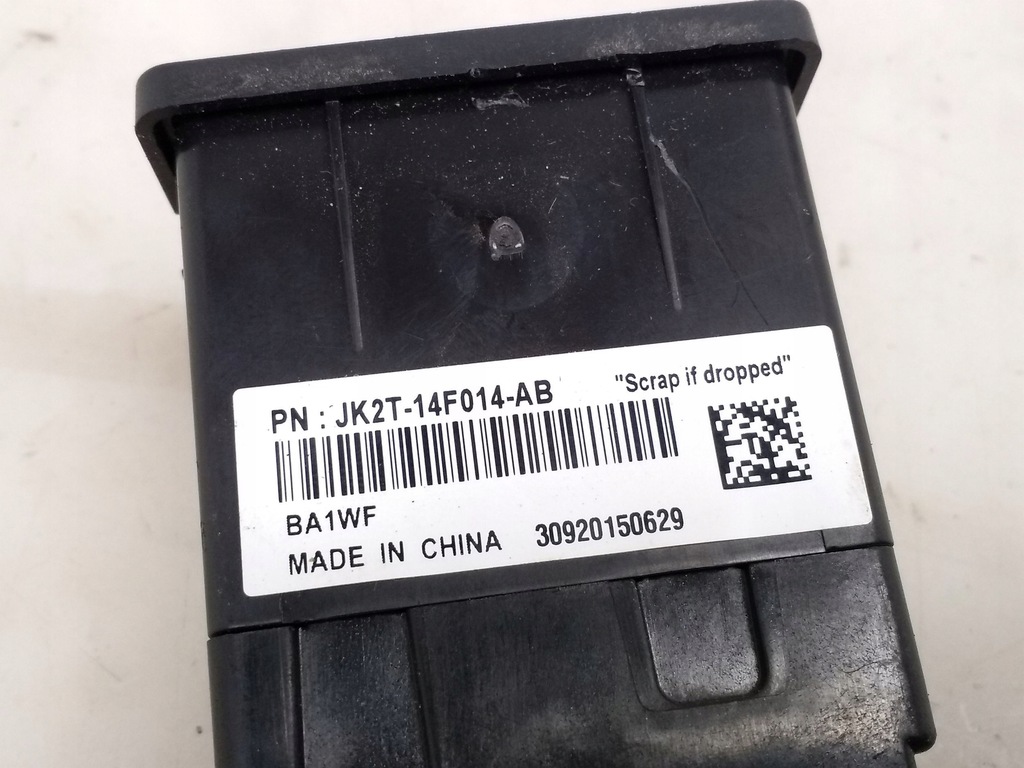 PN : JK2T-14F014-AB
"Scrap if dropped"
BA1WF
MADE IN CHINA 30920150629